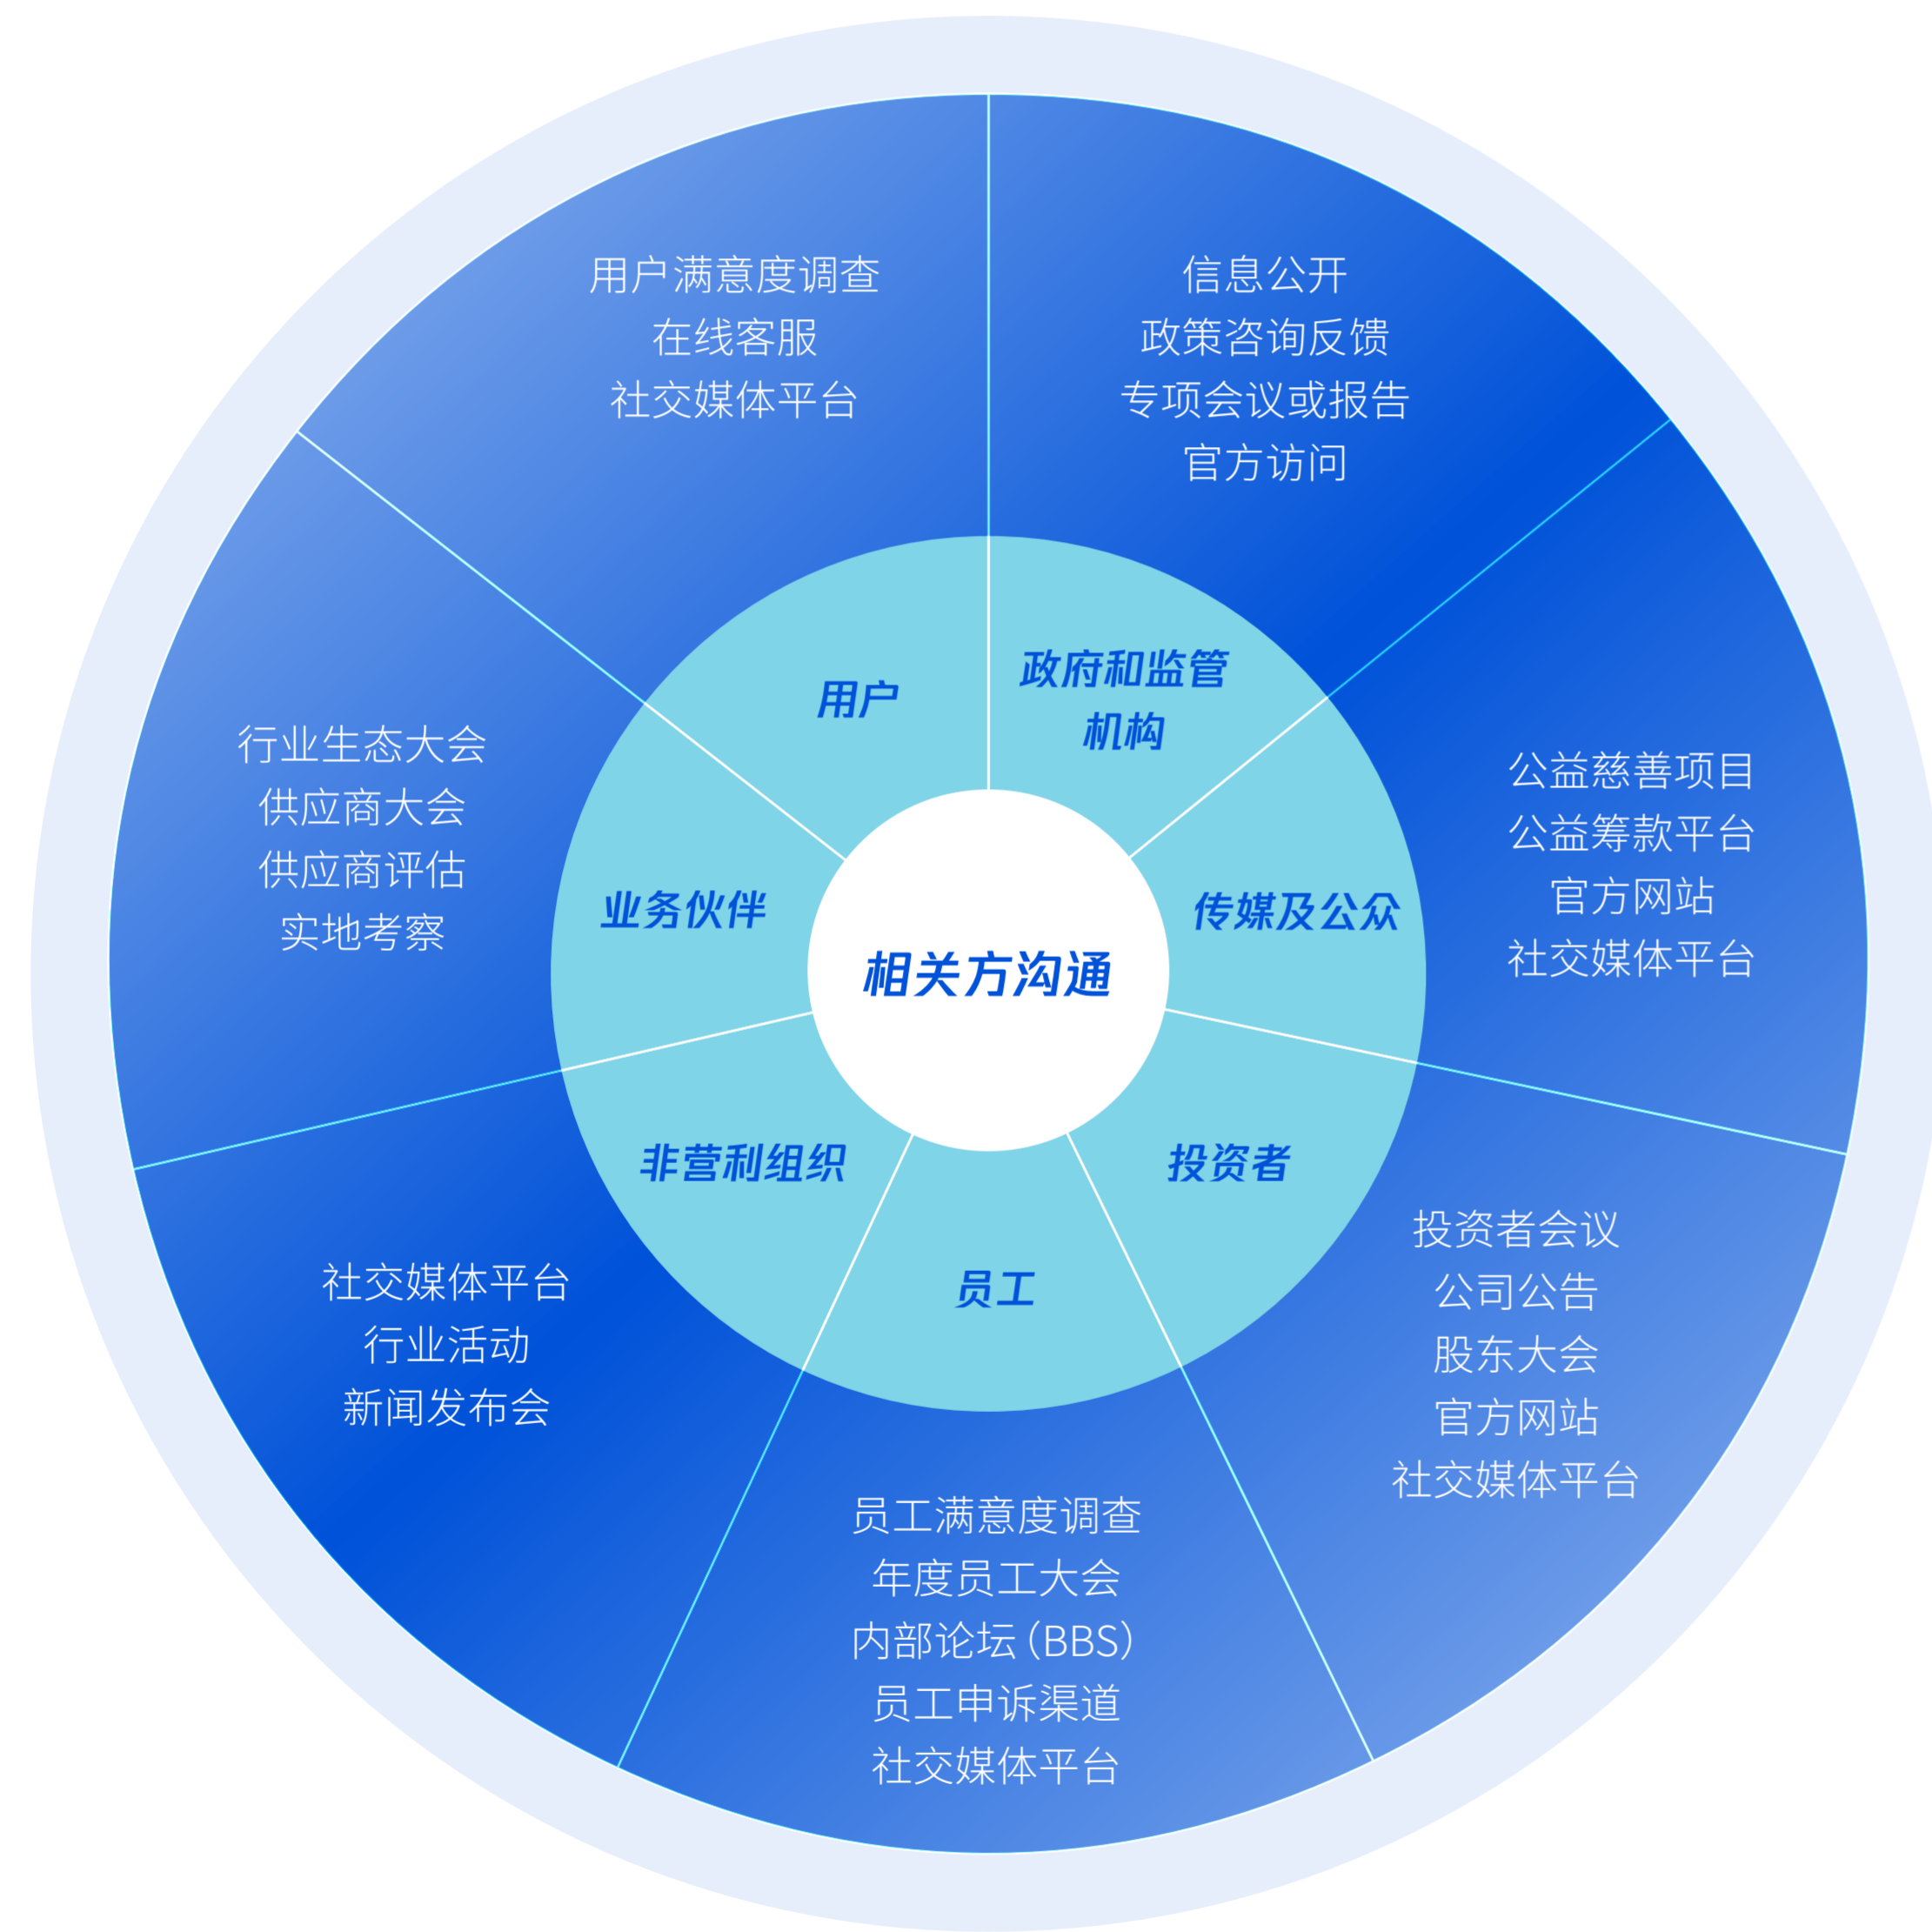 用户满意度调查
在线客服
社交媒体平台
信息公开
政策咨询反馈
专项会议或报告
官方访问
用户
政府和监管
机构
行业生态大会
供应商大会
供应商评估
实地考察
业务伙伴
相关方沟通
传媒及公众
公益慈善项目
公益筹款平台
官方网站
社交媒体平台
非营利组织
员工
投资者
社交媒体平台
行业活动
新闻发布会
员工满意度调查
年度员工大会
内部论坛（BBS）
员工申诉渠道
社交媒体平台
投资者会议
公司公告
股东大会
官方网站
社交媒体平台